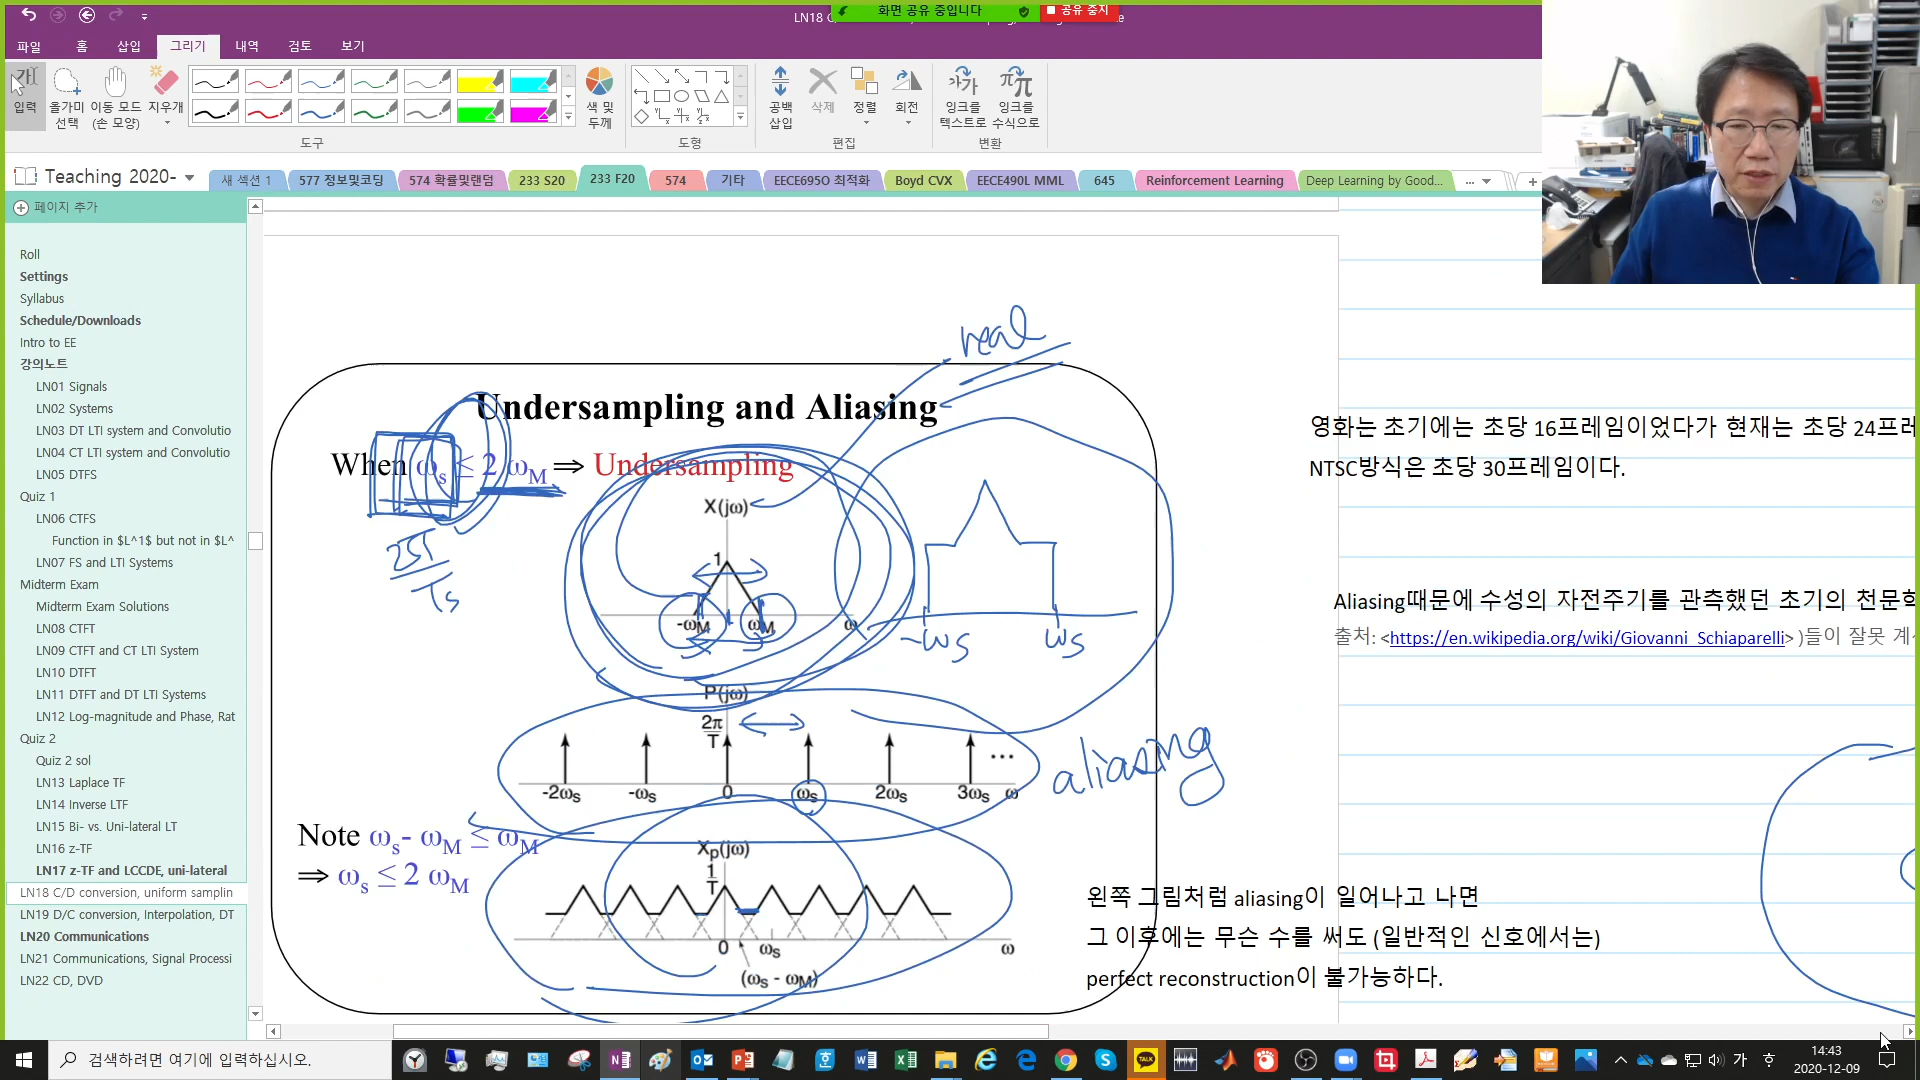 LN18 C
화면 공유 중입니다
공유 중지
파일 홈 삽입 그리기 내역 검토 보기
입력
올가미 선택
이동 모드 (손 모양)
지우개
색 및 두께
공백 삽입
삭제
정렬
회전
잉크를 텍스트로
잉크를 수식으로
도구 도형 편집 변환
Teaching 2020-
새 섹션 1
577 정보및코딩
574 확률및랜덤
233 S20
233 F20
574
기타
EECE695O 최적화
Boyd CVX
EECE490L MML
645
Reinforcement Learning
Deep Learning by Good...
페이지 추가
Roll
Settings
Syllabus
Schedule/Downloads
Intro to EE
강의노트
LN01 Signals
LN02 Systems
LN03 DT LTI system and Convolutio
LN04 CT LTI system and Convolutio
LN05 DTFS
Quiz 1
LN06 CTFS
Function in $L^1$ but not in $L^
LN07 FS and LTI Systems
Midterm Exam
Midterm Exam Solutions
LN08 CTFT
LN09 CTFT and CT LTI System
LN10 DTFT
LN11 DTFT and DT LTI Systems
LN12 Log-magnitude and Phase, Rat
Quiz 2
Quiz 2 sol
LN13 Laplace TF
LN14 Inverse LTF
LN15 Bi- vs. Uni-lateral LT
LN16 z-TF
LN17 z-TF and LCCDE, uni-lateral
LN18 C/D conversion, uniform samplin
LN19 D/C conversion, Interpolation, DT
LN20 Communications
LN21 Communications, Signal Processi
LN22 CD, DVD
real
Undersampling and Aliasing
When ωs ≤ 2 ωM ⇒ Undersampling
X(jω)
1
-ωM ωM ω
-ωs ωs
P(jω)
2π
T
-2ωs -ωs 0 ωs 2ωs 3ωs ω
...
aliasing
Note ωs- ωM ≤ ωM
⇒ ωs ≤ 2 ωM
Xp(jω)
1
T
0 ωs ω
(ωs - ωM)
영화는 초기에는 초당 16프레임이었다가 현재는 초당 24프레
NTSC방식은 초당 30프레임이다.
Aliasing때문에 수성의 자전주기를 관측했던 초기의 천문학
출처: <https://en.wikipedia.org/wiki/Giovanni_Schiaparelli> )들이 잘못 계
왼쪽 그림처럼 aliasing이 일어나고 나면
그 이후에는 무슨 수를 써도 (일반적인 신호에서는)
perfect reconstruction이 불가능하다.
검색하려면 여기에 입력하십시오.
TALK
가
14:43
2020-12-09